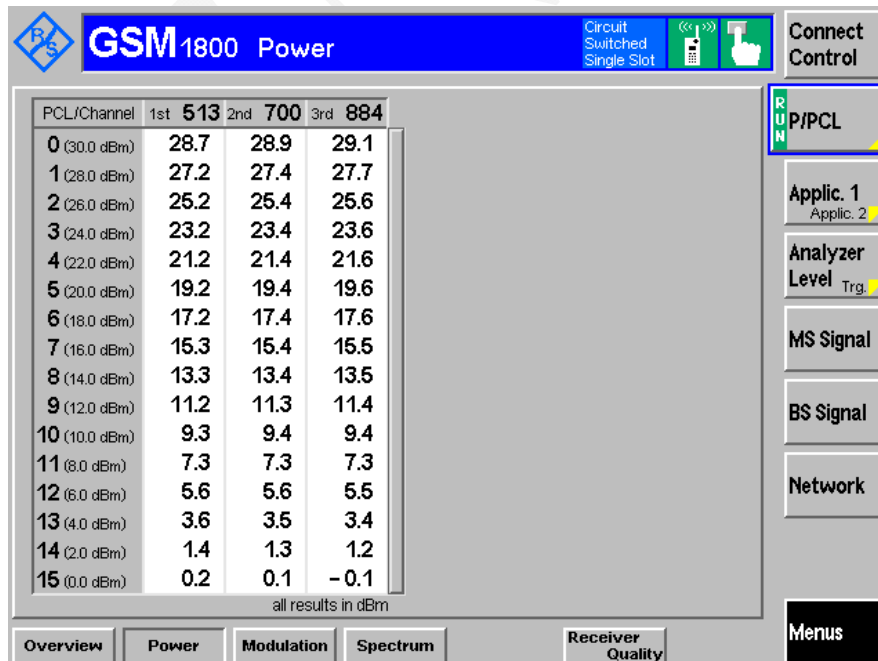 R&S
GSM 1800 Power
Circuit
Switched
Single Slot
Connect
Control
PCL/Channel 1st 513 2nd 700 3rd 884
0 (30.0 dBm) 28.7 28.9 29.1
1 (28.0 dBm) 27.2 27.4 27.7
2 (26.0 dBm) 25.2 25.4 25.6
3 (24.0 dBm) 23.2 23.4 23.6
4 (22.0 dBm) 21.2 21.4 21.6
5 (20.0 dBm) 19.2 19.4 19.6
6 (18.0 dBm) 17.2 17.4 17.6
7 (16.0 dBm) 15.3 15.4 15.5
8 (14.0 dBm) 13.3 13.4 13.5
9 (12.0 dBm) 11.2 11.3 11.4
10 (10.0 dBm) 9.3 9.4 9.4
11 (8.0 dBm) 7.3 7.3 7.3
12 (6.0 dBm) 5.6 5.6 5.5
13 (4.0 dBm) 3.6 3.5 3.4
14 (2.0 dBm) 1.4 1.3 1.2
15 (0.0 dBm) 0.2 0.1 – 0.1
all results in dBm
RUN
P/PCL
Applic. 1
Applic. 2
Analyzer
Level Trg.
MS Signal
BS Signal
Network
Menus
Overview
Power
Modulation
Spectrum
Receiver
Quality